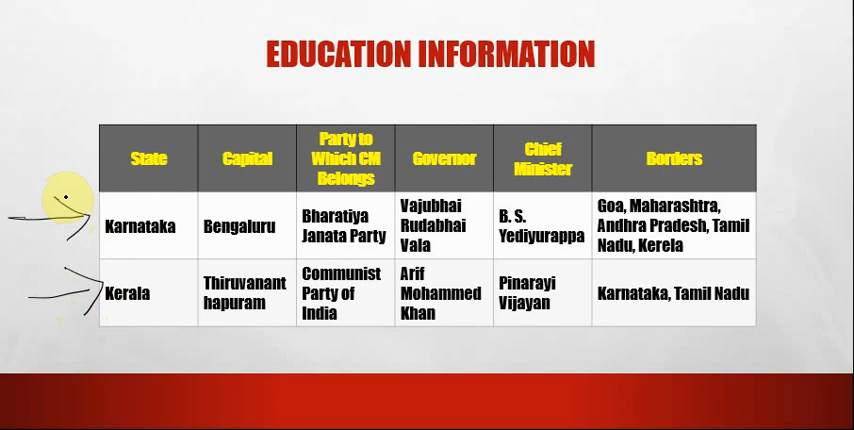 EDUCATION INFORMATION
State
Capital
Party to
Which CM
Belongs
Governor
Chief
Minister
Borders
Karnataka
Bengaluru
Bharatiya
Janata Party
Vajubhai
Rudabhai
Vala
B. S.
Yediyurappa
Goa, Maharashtra,
Andhra Pradesh, Tamil
Nadu, Kerela
Kerala
Thiruvanant
hapuram
Communist
Party of
India
Arif
Mohammed
Khan
Pinarayi
Vijayan
Karnataka, Tamil Nadu